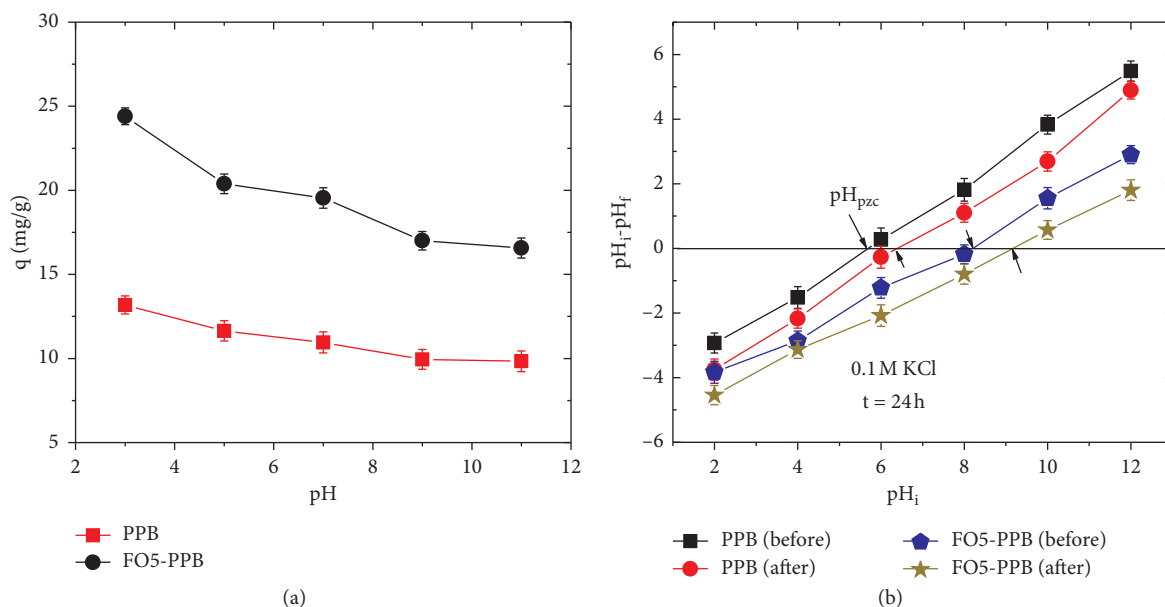 30
25
20
15
10
5
q (mg/g)
2
4
6
8
10
12
pH
PPB
FO5-PPB
(a)
6
4
2
0
−2
−4
−6
pHi-pHf
pHpzc
0.1 M KCl
t = 24 h
2
4
6
8
10
12
pHi
PPB (before)
FO5-PPB (before)
PPB (after)
FO5-PPB (after)
(b)